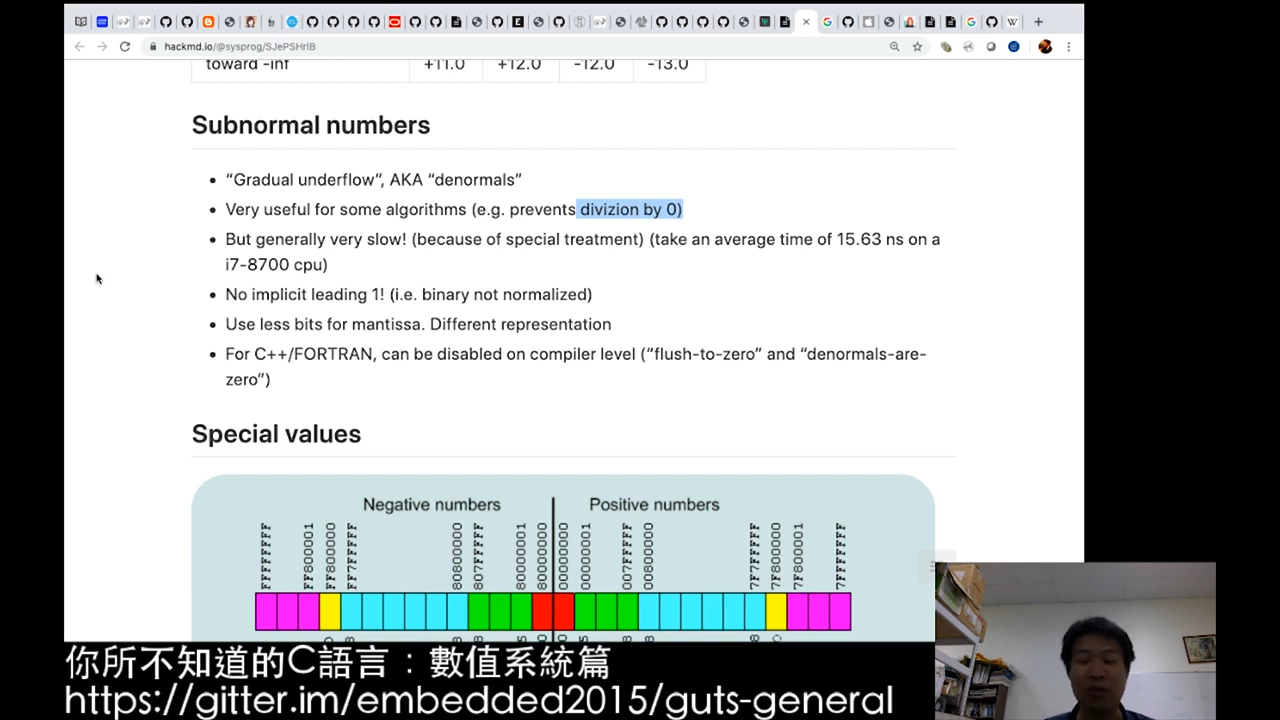 hackmd.io/@sysprog/SJePSHrlB
toward -inf +11.0 +12.0 -12.0 -13.0
Subnormal numbers
• “Gradual underflow”, AKA “denormals”
• Very useful for some algorithms (e.g. prevents divizion by 0)
• But generally very slow! (because of special treatment) (take an average time of 15.63 ns on a
i7-8700 cpu)
• No implicit leading 1! (i.e. binary not normalized)
• Use less bits for mantissa. Different representation
• For C++/FORTRAN, can be disabled on compiler level (“flush-to-zero” and “denormals-are-
zero”)
Special values
Negative numbers Positive numbers
FFFFFFFF FF800001 FF800000 FF7FFFFF 80800000 807FFFFF 80000001 80000000 00000000 00000001 007FFFFF 00800000 7F7FFFFF 7F800000 7F800001 7FFFFFFF
你所不知道的C語言：數值系統篇
https://gitter.im/embedded2015/guts-general